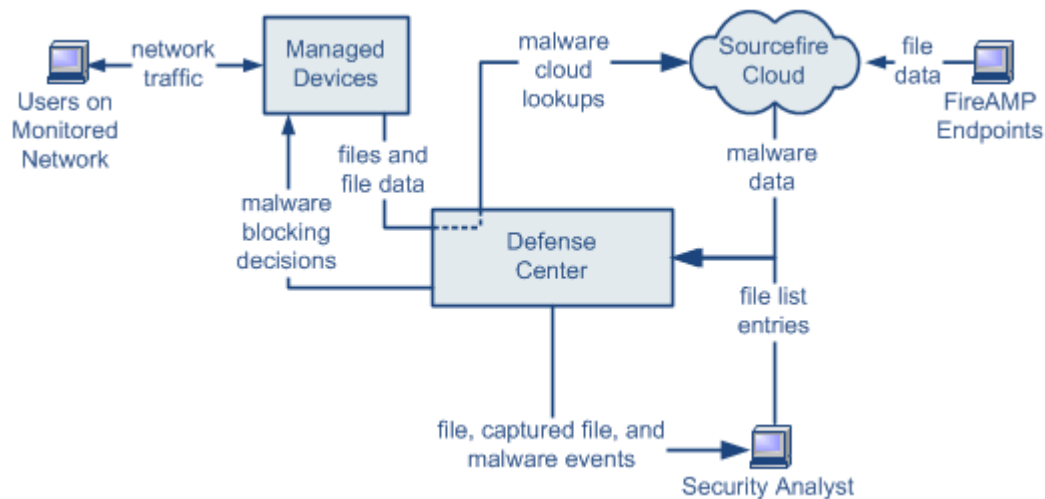 network
traffic
Managed
Devices
malware
cloud
lookups
Sourcefire
Cloud
file
data
Users on
Monitored
Network
FireAMP
Endpoints
files and
file data
malware
data
malware
blocking
decisions
Defense
Center
file list
entries
file, captured file, and
malware events
Security Analyst